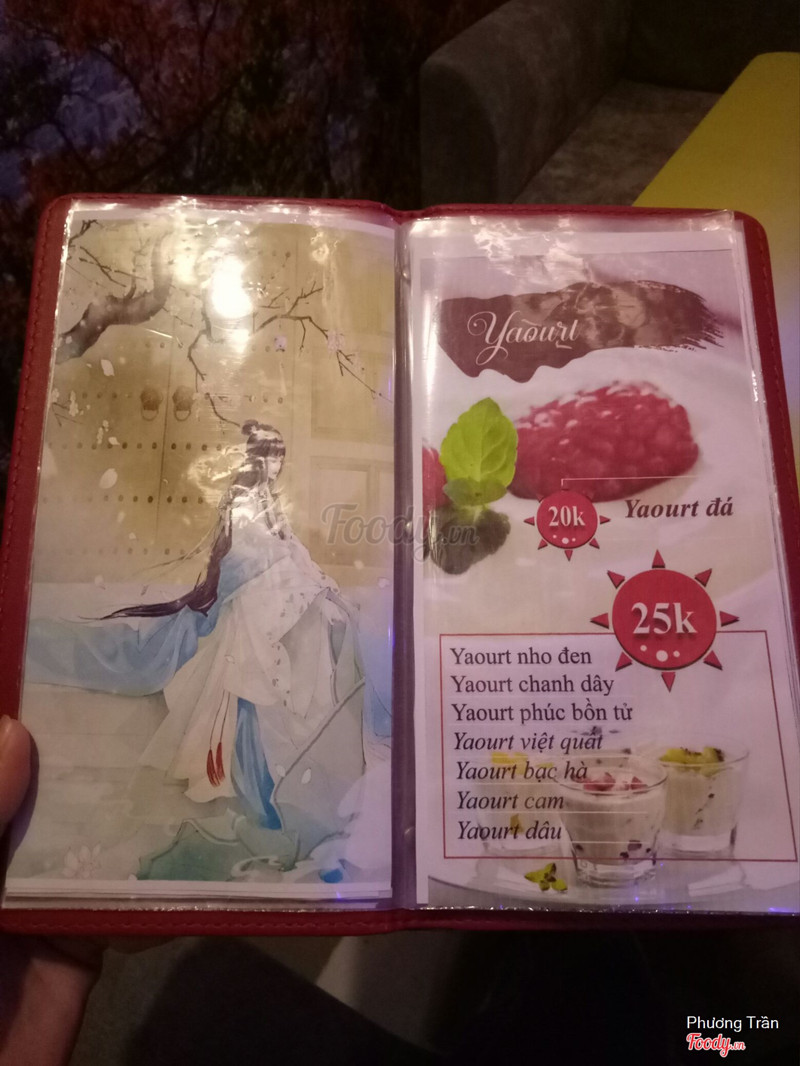 Yaourt
20k
Yaourt đá
25k
Yaourt nho đen
Yaourt chanh dây
Yaourt phúc bồn tử
Yaourt việt quất
Yaourt bạc hà
Yaourt cam
Yaourt dâu
Foody.vn
Phương Trần
Foody.vn